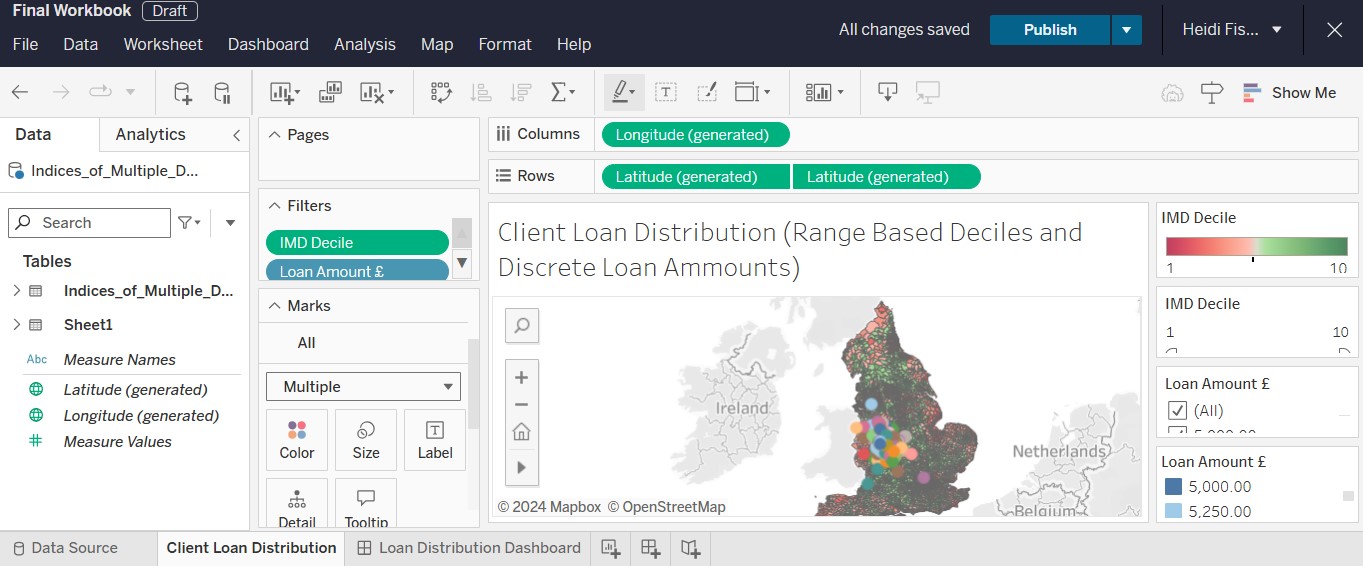 Final Workbook Draft
File Data Worksheet Dashboard Analysis Map Format Help
All changes saved
Publish
Heidi Fis...
Show Me
Data Analytics
Indices_of_Multiple_D...
Search
Tables
Indices_of_Multiple_D...
Sheet1
Abc Measure Names
Latitude (generated)
Longitude (generated)
Measure Values
Pages
Filters
IMD Decile
Loan Amount £
Marks
All
Multiple
Color Size Label
Detail Tooltip
Columns Longitude (generated)
Rows Latitude (generated) Latitude (generated)
Client Loan Distribution (Range Based Deciles and
Discrete Loan Ammounts)
Ireland
Netherlands
Belgium
© 2024 Mapbox © OpenStreetMap
IMD Decile
1 10
IMD Decile
1 10
Loan Amount £
(All)
5,000.00
Loan Amount £
5,000.00
5,250.00
Data Source Client Loan Distribution Loan Distribution Dashboard